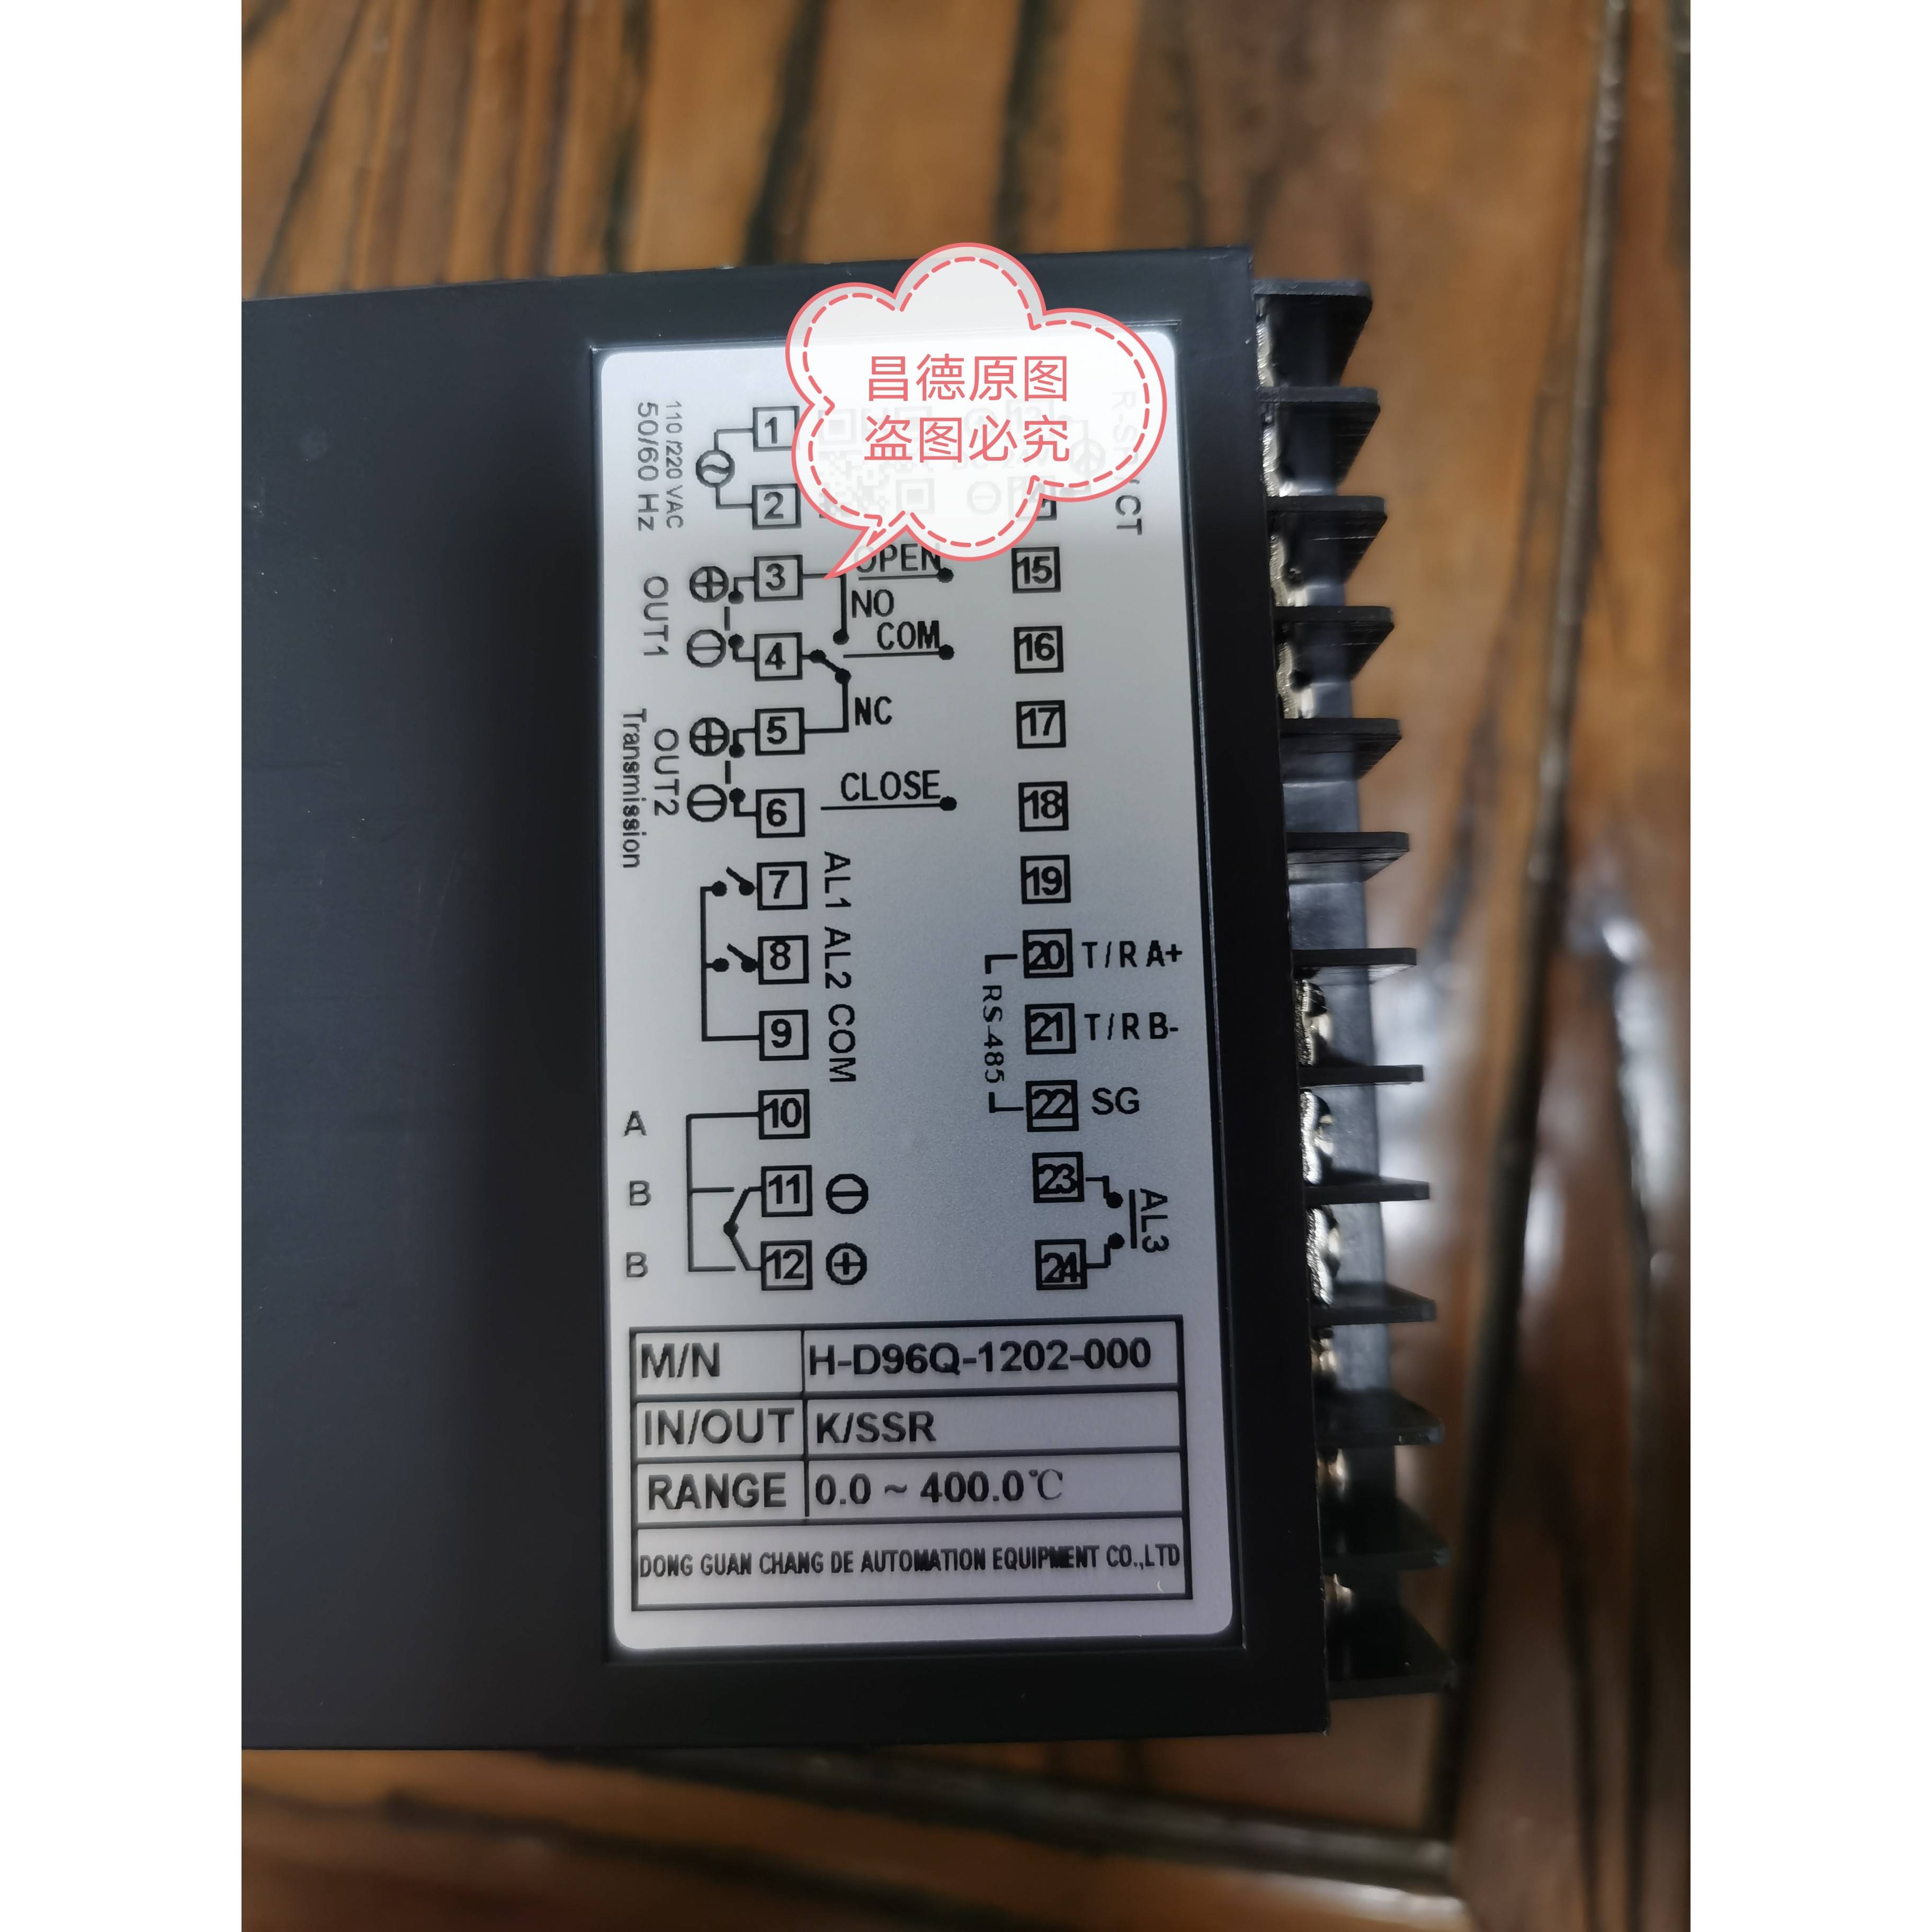 昌德原图
盗图必究
110/220 VAC
50/60 Hz
1
2
CT
OUT1
3
4
OPEN
NO
COM
15
16
OUT2
Transmission
5
6
NC
CLOSE
17
18
7
AL1
19
8
AL2
20
T/R A+
9
COM
21
T/R B-
RS-485
A
10
22
SG
B
11
23
B
12
24
AL3
M/N
H-D96Q-1202-000
IN/OUT
K/SSR
RANGE
0.0 ~ 400.0℃
DONG GUAN CHANG DE AUTOMATION EQUIPMENT CO.,LTD